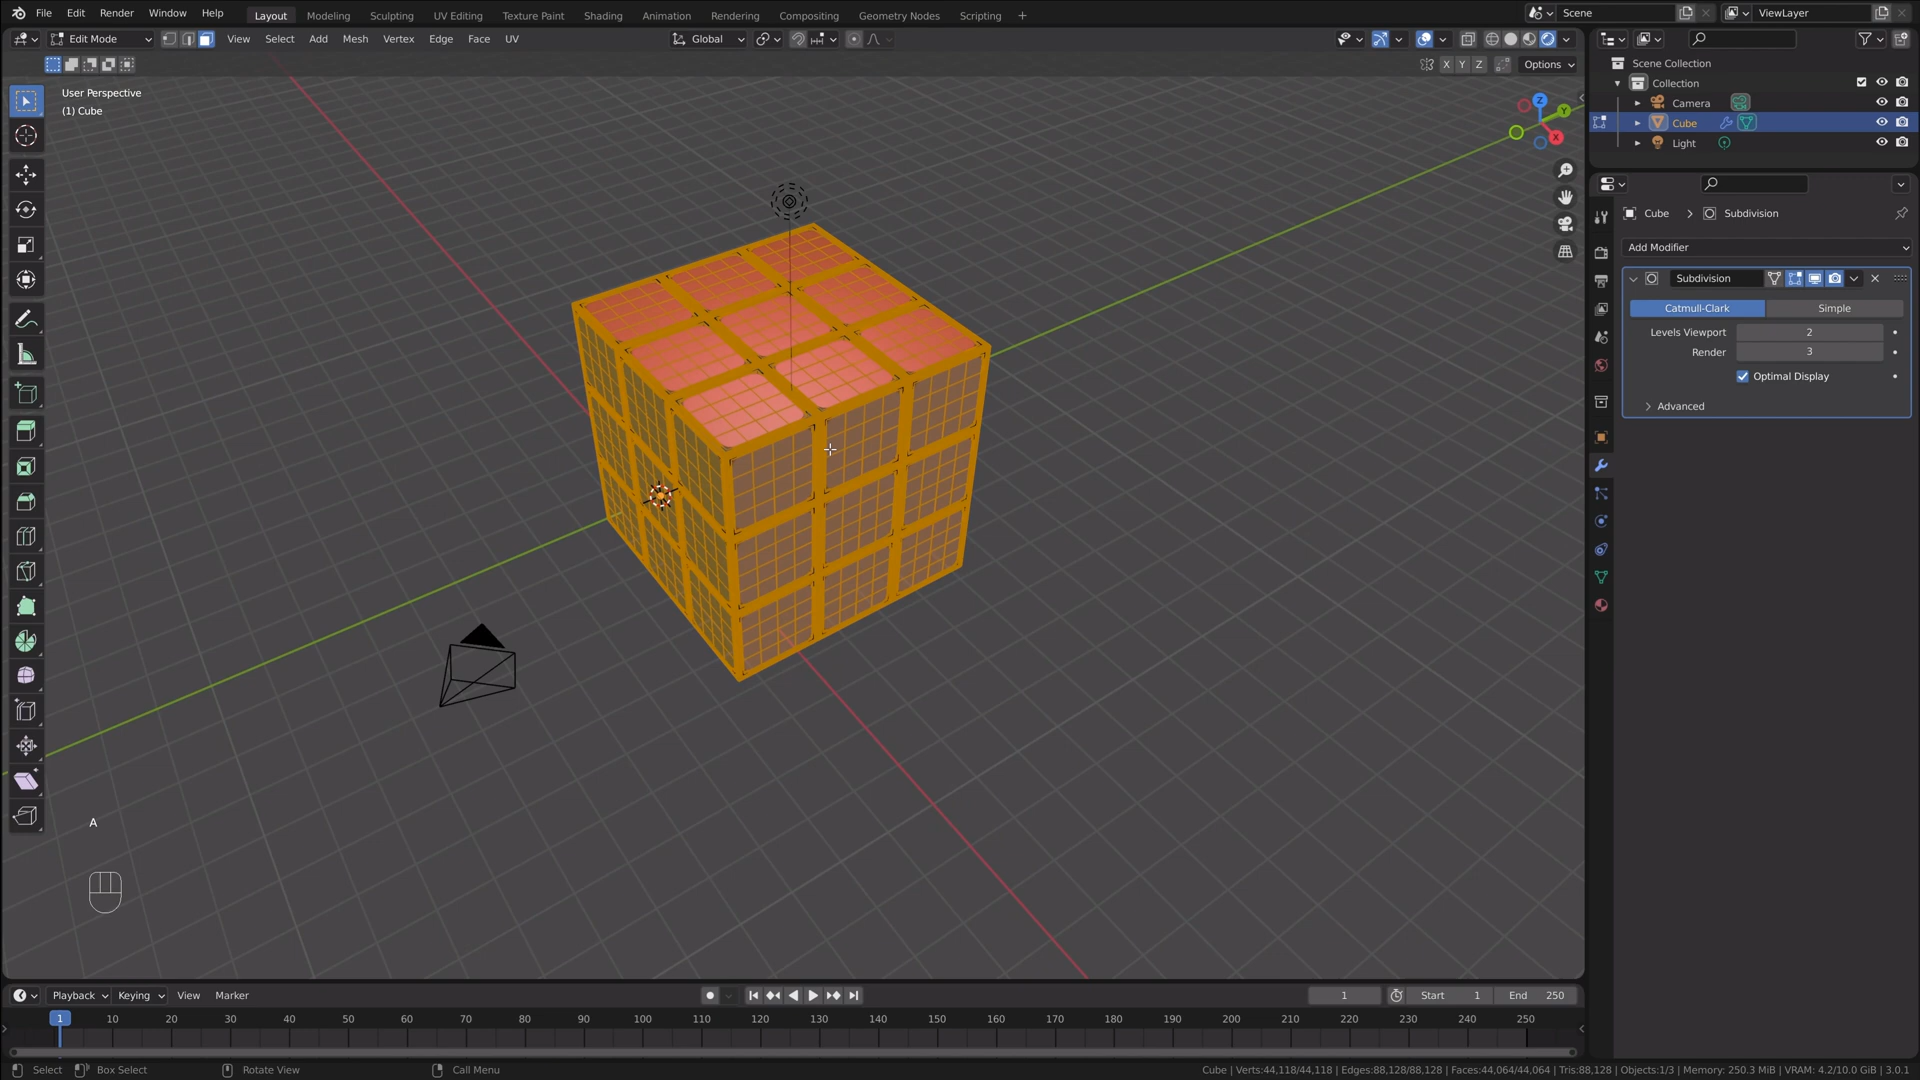 File Edit Render Window Help Layout Modeling Sculpting UV Editing Texture Paint Shading Animation Rendering Compositing Geometry Nodes Scripting + Scene ViewLayer
Edit Mode View Select Add Mesh Vertex Edge Face UV Global
X Y Z Options
User Perspective
(1) Cube
Z Y X
A
Scene Collection
Collection
Camera
Cube
Light
Cube > Subdivision
Add Modifier
Subdivision
Catmull-Clark Simple
Levels Viewport 2
Render 3
Optimal Display
Advanced
Playback Keying View Marker 1 Start 1 End 250
1 10 20 30 40 50 60 70 80 90 100 110 120 130 140 150 160 170 180 190 200 210 220 230 240 250
Select Box Select Rotate View Call Menu Cube | Verts:44,118/44,118 | Edges:88,128/88,128 | Faces:44,064/44,064 | Tris:88,128 | Objects:1/3 | Memory: 250.3 MiB | VRAM: 4.2/10.0 GiB | 3.0.1